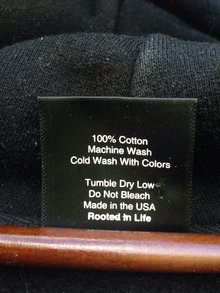 100% Cotton
Machine Wash
Cold Wash With Colors
Tumble Dry Low
Do Not Bleach
Made in the USA
Rooted in Life